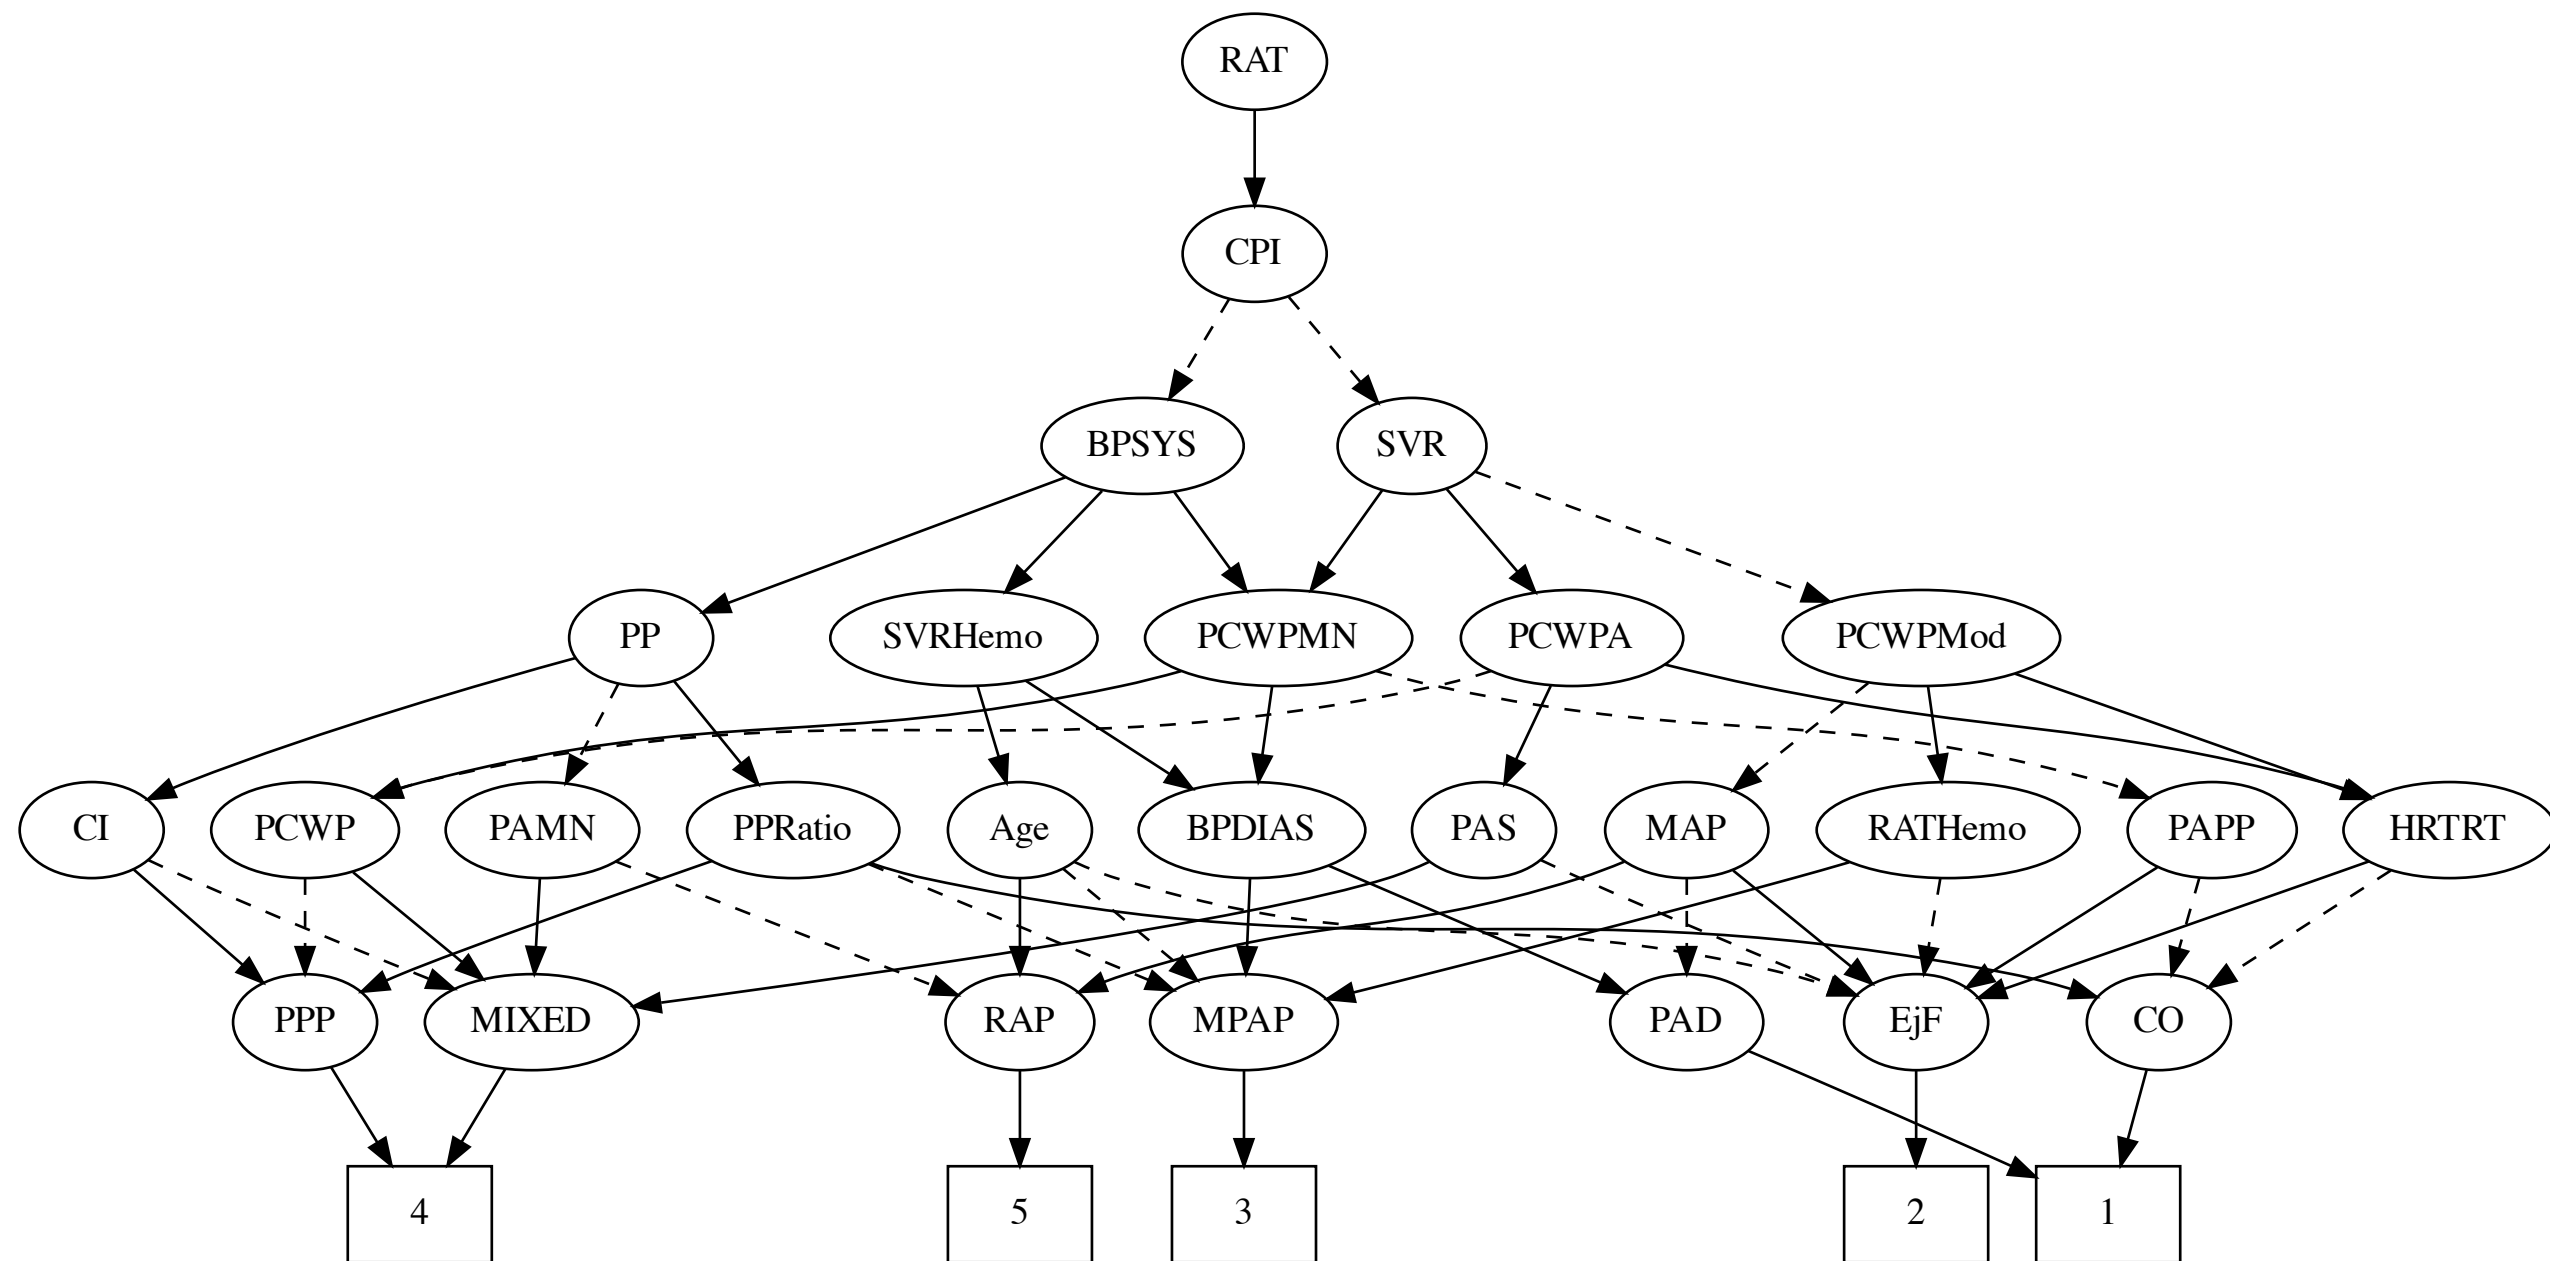 RAT
CPI
BPSYS
SVR
PP
SVRHemo
PCWPMN
PCWPA
PCWPMod
CI
PCWP
PAMN
PPRatio
Age
BPDIAS
PAS
MAP
RATHemo
PAPP
HRTRT
PPP
MIXED
RAP
MPAP
PAD
EjF
CO
4
5
3
2
1